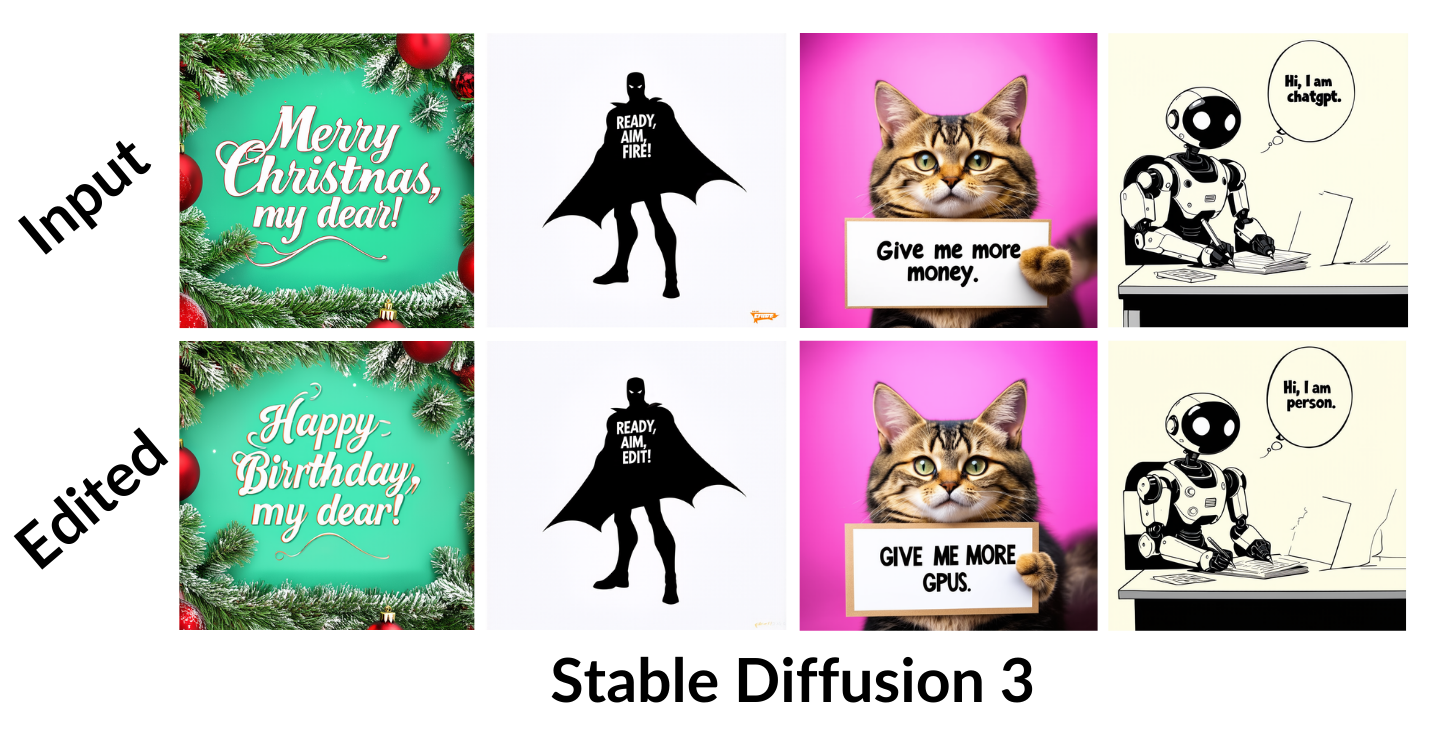 Input
Merry
Christnas,
my dear!
READY,
AIM,
FIRE!
Give me more
money.
Hi, I am
chatgpt.
Edited
Happy
Birrthday,
my dear!
READY,
AIM,
EDIT!
GIVE ME MORE
GPUS.
Hi, I am
person.
Stable Diffusion 3